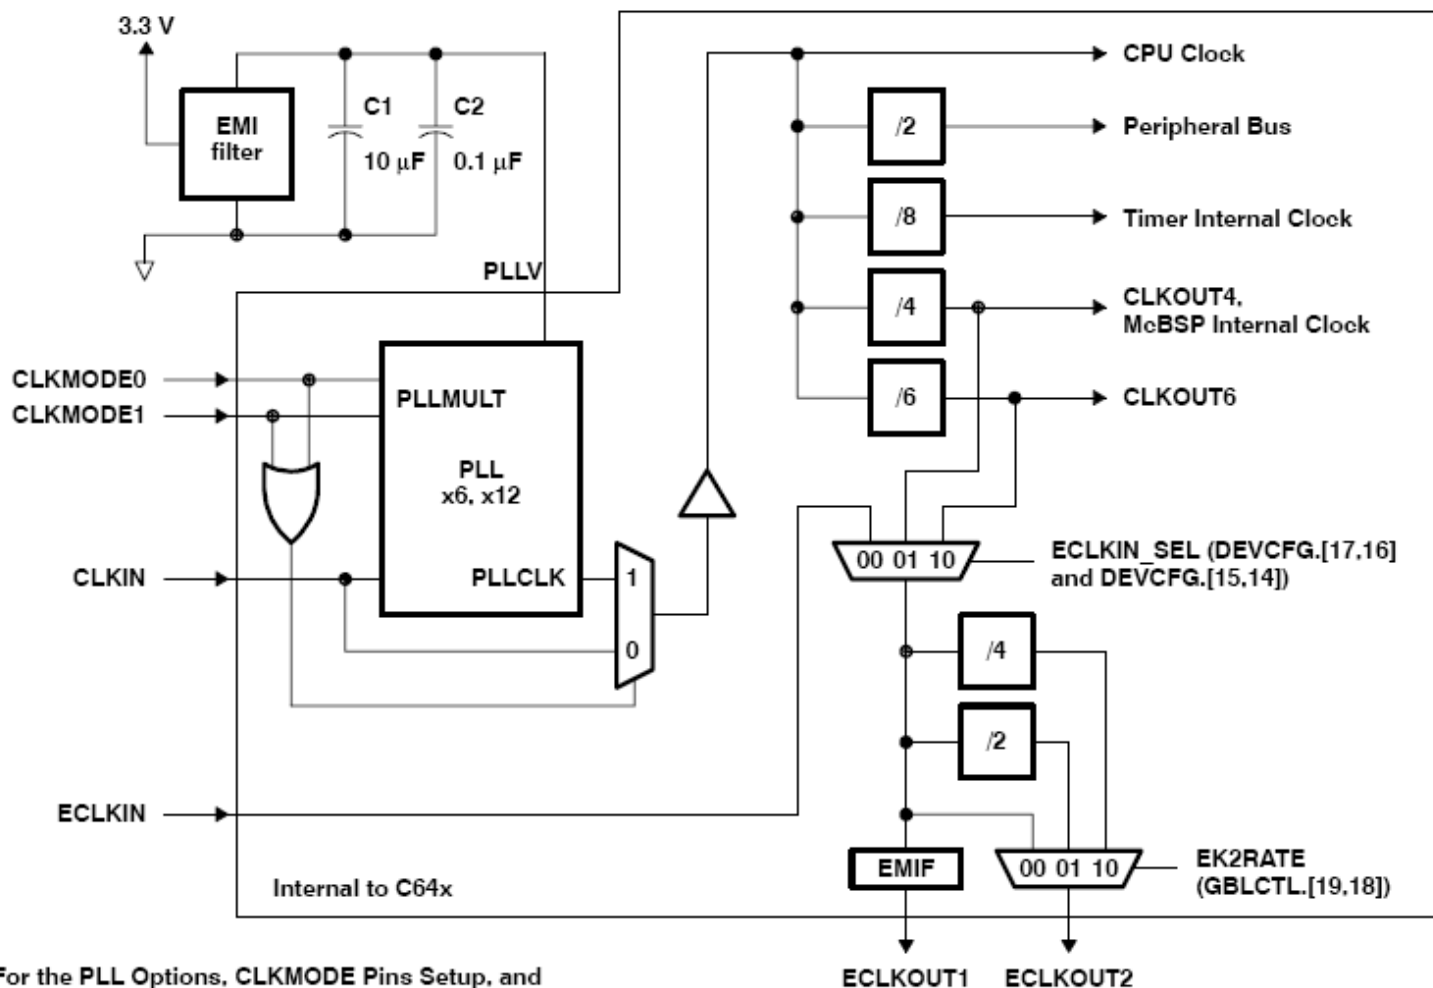 3.3 V
EMI
filter
C1
10 μF
C2
0.1 μF
PLLV
CPU Clock
/2
Peripheral Bus
/8
Timer Internal Clock
/4
CLKOUT4,
McBSP Internal Clock
/6
CLKOUT6
CLKMODE0
CLKMODE1
PLLMULT
PLL
x6, x12
CLKIN
PLLCLK
1
0
00 01 10
ECLKIN_SEL (DEVCFG.[17,16]
and DEVCFG.[15,14])
/4
/2
ECLKIN
EMIF
00 01 10
EK2RATE
(GBLCTL.[19,18])
Internal to C64x
ECLKOUT1
ECLKOUT2
For the PLL Options, CLKMODE Pins Setup, and